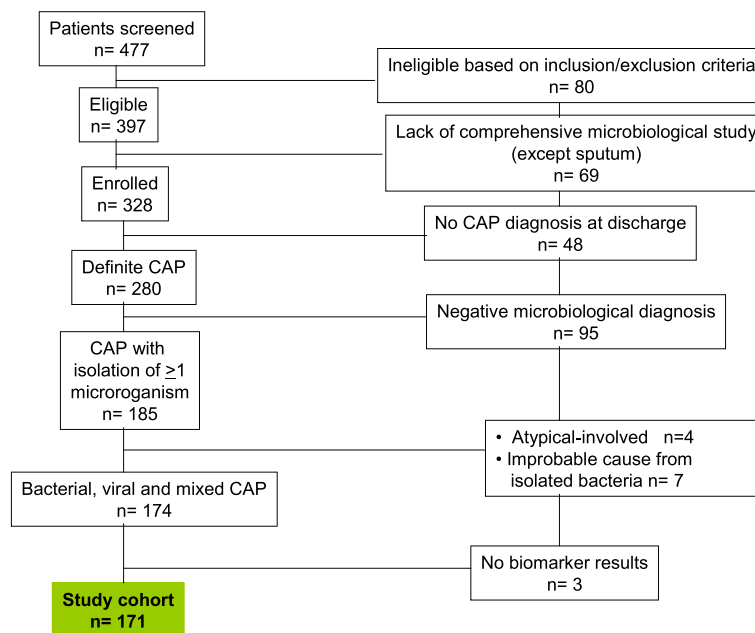 Patients screened
n= 477
Ineligible based on inclusion/exclusion criteria
n= 80
Eligible
n= 397
Lack of comprehensive microbiological study
(except sputum)
n= 69
Enrolled
n= 328
No CAP diagnosis at discharge
n= 48
Definite CAP
n= 280
Negative microbiological diagnosis
n= 95
CAP with
isolation of ≥1
microroganism
n= 185
• Atypical-involved n=4
• Improbable cause from
isolated bacteria n= 7
Bacterial, viral and mixed CAP
n= 174
No biomarker results
n= 3
Study cohort
n= 171